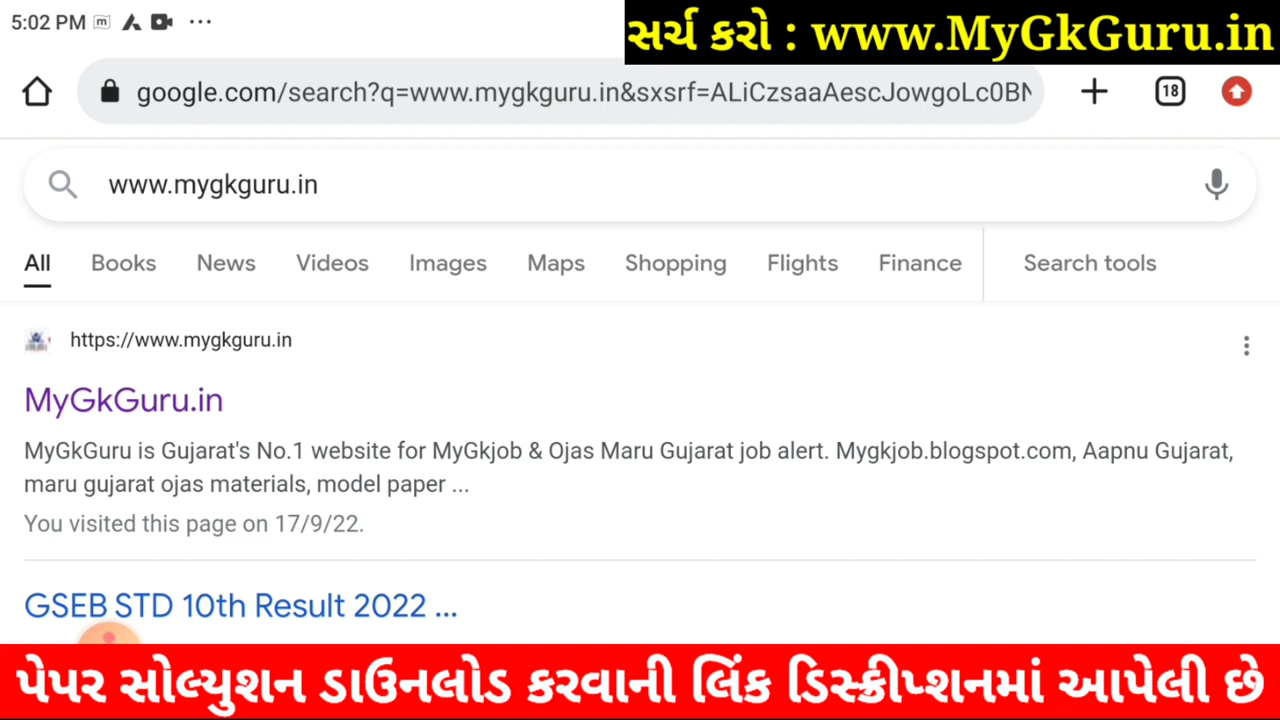 5:02 PM
સર્ચ કરો : www.MyGkGuru.in
google.com/search?q=www.mygkguru.in&sxsrf=ALiCzsaaAescJowgoLc0BN
18
www.mygkguru.in
All Books News Videos Images Maps Shopping Flights Finance Search tools
https://www.mygkguru.in
MyGkGuru.in
MyGkGuru is Gujarat's No.1 website for MyGkjob & Ojas Maru Gujarat job alert. Mygkjob.blogspot.com, Aapnu Gujarat,
maru gujarat ojas materials, model paper ...
You visited this page on 17/9/22.
GSEB STD 10th Result 2022 ...
પેપર સોલ્યુશન ડાઉનલોડ કરવાની લિંક ડિસ્ક્રીપ્શનમાં આપેલી છે